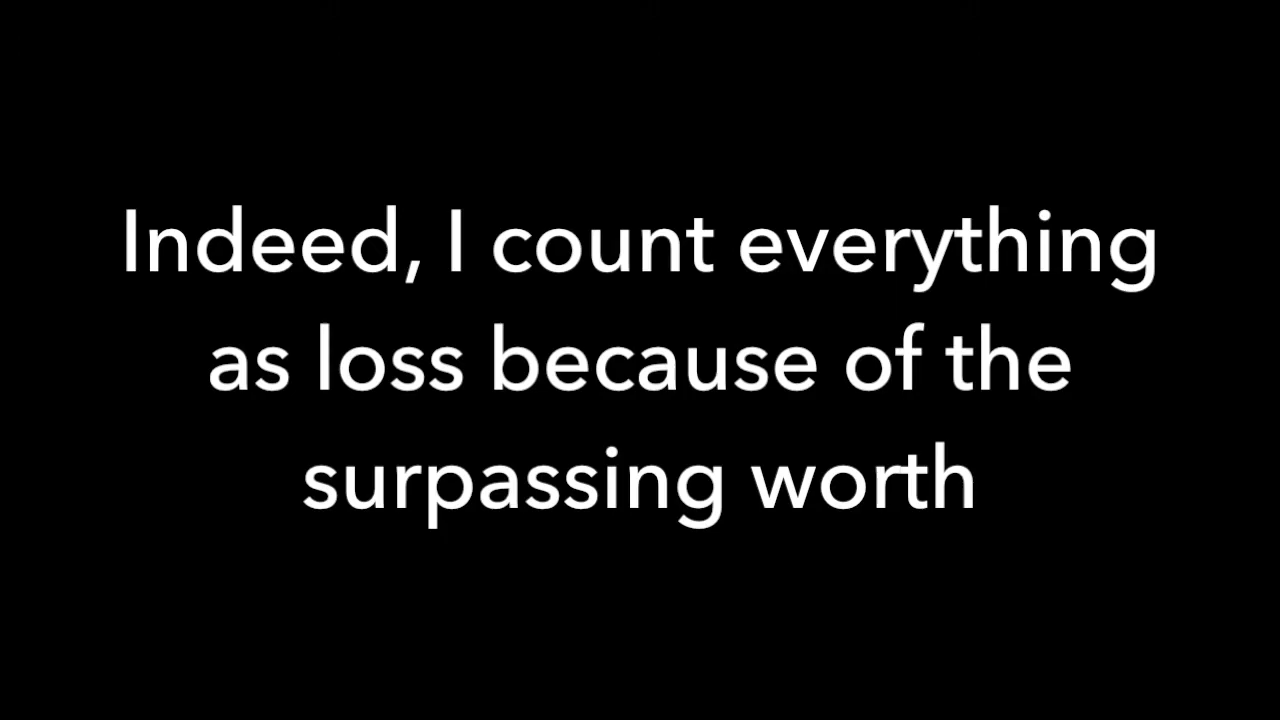 Indeed, I count everything
as loss because of the
surpassing worth